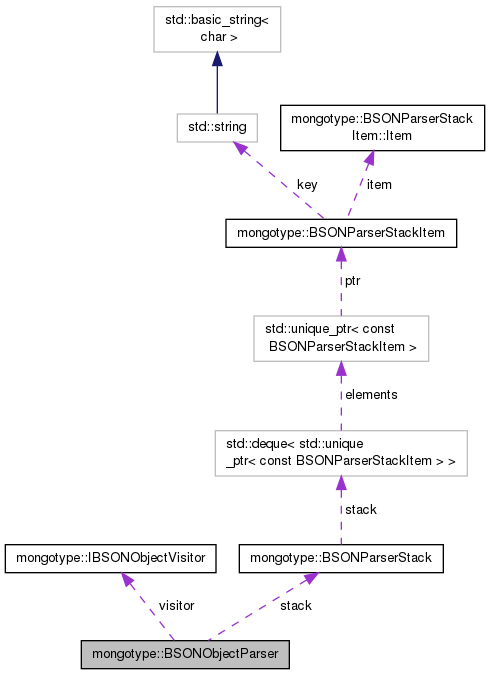 std::basic_string<
char >
std::string
mongotype::BSONParserStack
Item::Item
key
item
mongotype::BSONParserStackItem
ptr
std::unique_ptr< const
BSONParserStackItem >
elements
std::deque< std::unique
_ptr< const BSONParserStackItem > >
stack
mongotype::IBSONObjectVisitor
mongotype::BSONParserStack
visitor
stack
mongotype::BSONObjectParser